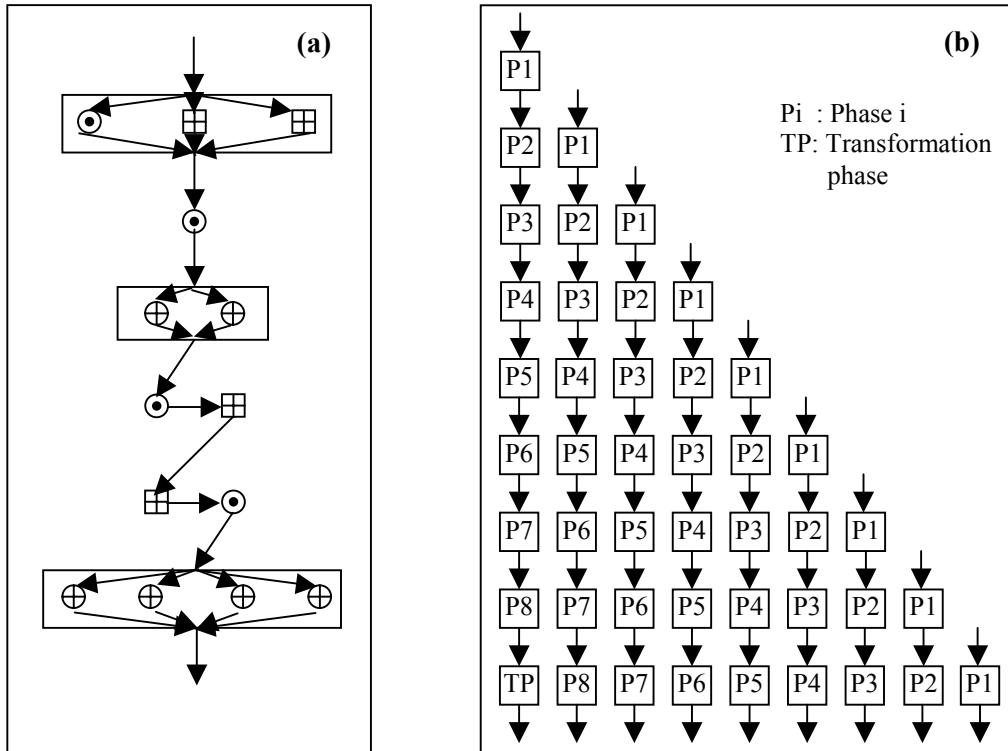 (a)
(b)
P1
Pi : Phase i
TP: Transformation
phase
P2 P1
P3 P2 P1
P4 P3 P2 P1
P5 P4 P3 P2 P1
P6 P5 P4 P3 P2 P1
P7 P6 P5 P4 P3 P2 P1
P8 P7 P6 P5 P4 P3 P2 P1
TP P8 P7 P6 P5 P4 P3 P2 P1